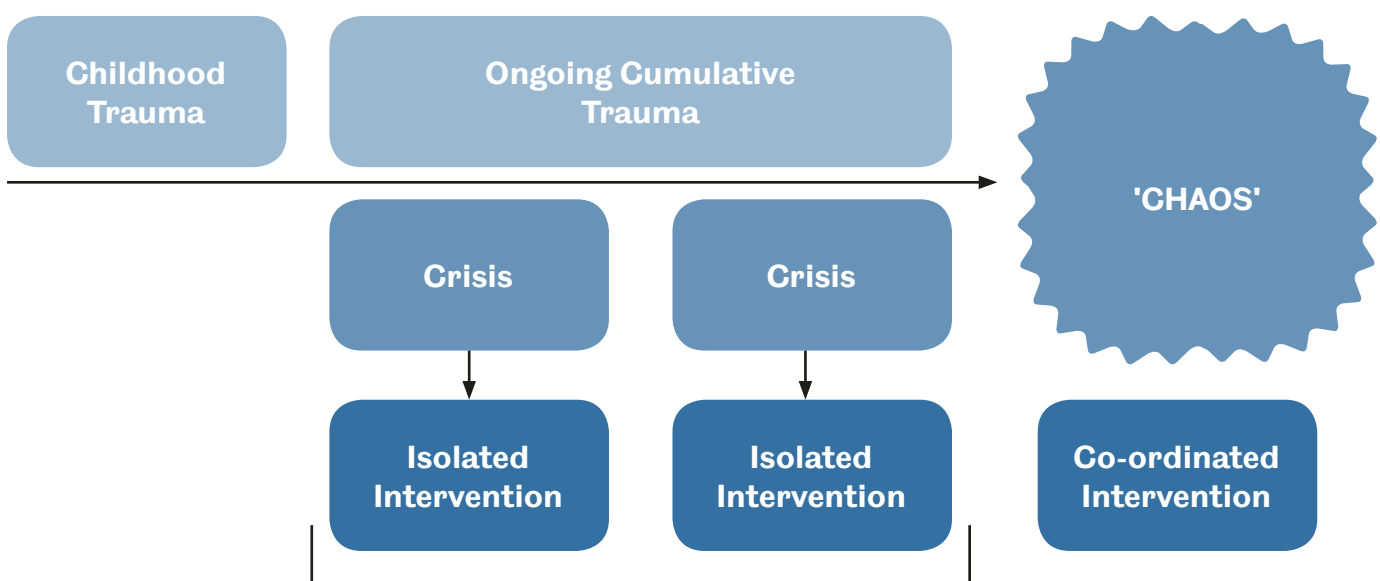 Childhood
Trauma
Ongoing Cumulative
Trauma
'CHAOS'
Crisis
Crisis
Isolated
Intervention
Isolated
Intervention
Co-ordinated
Intervention